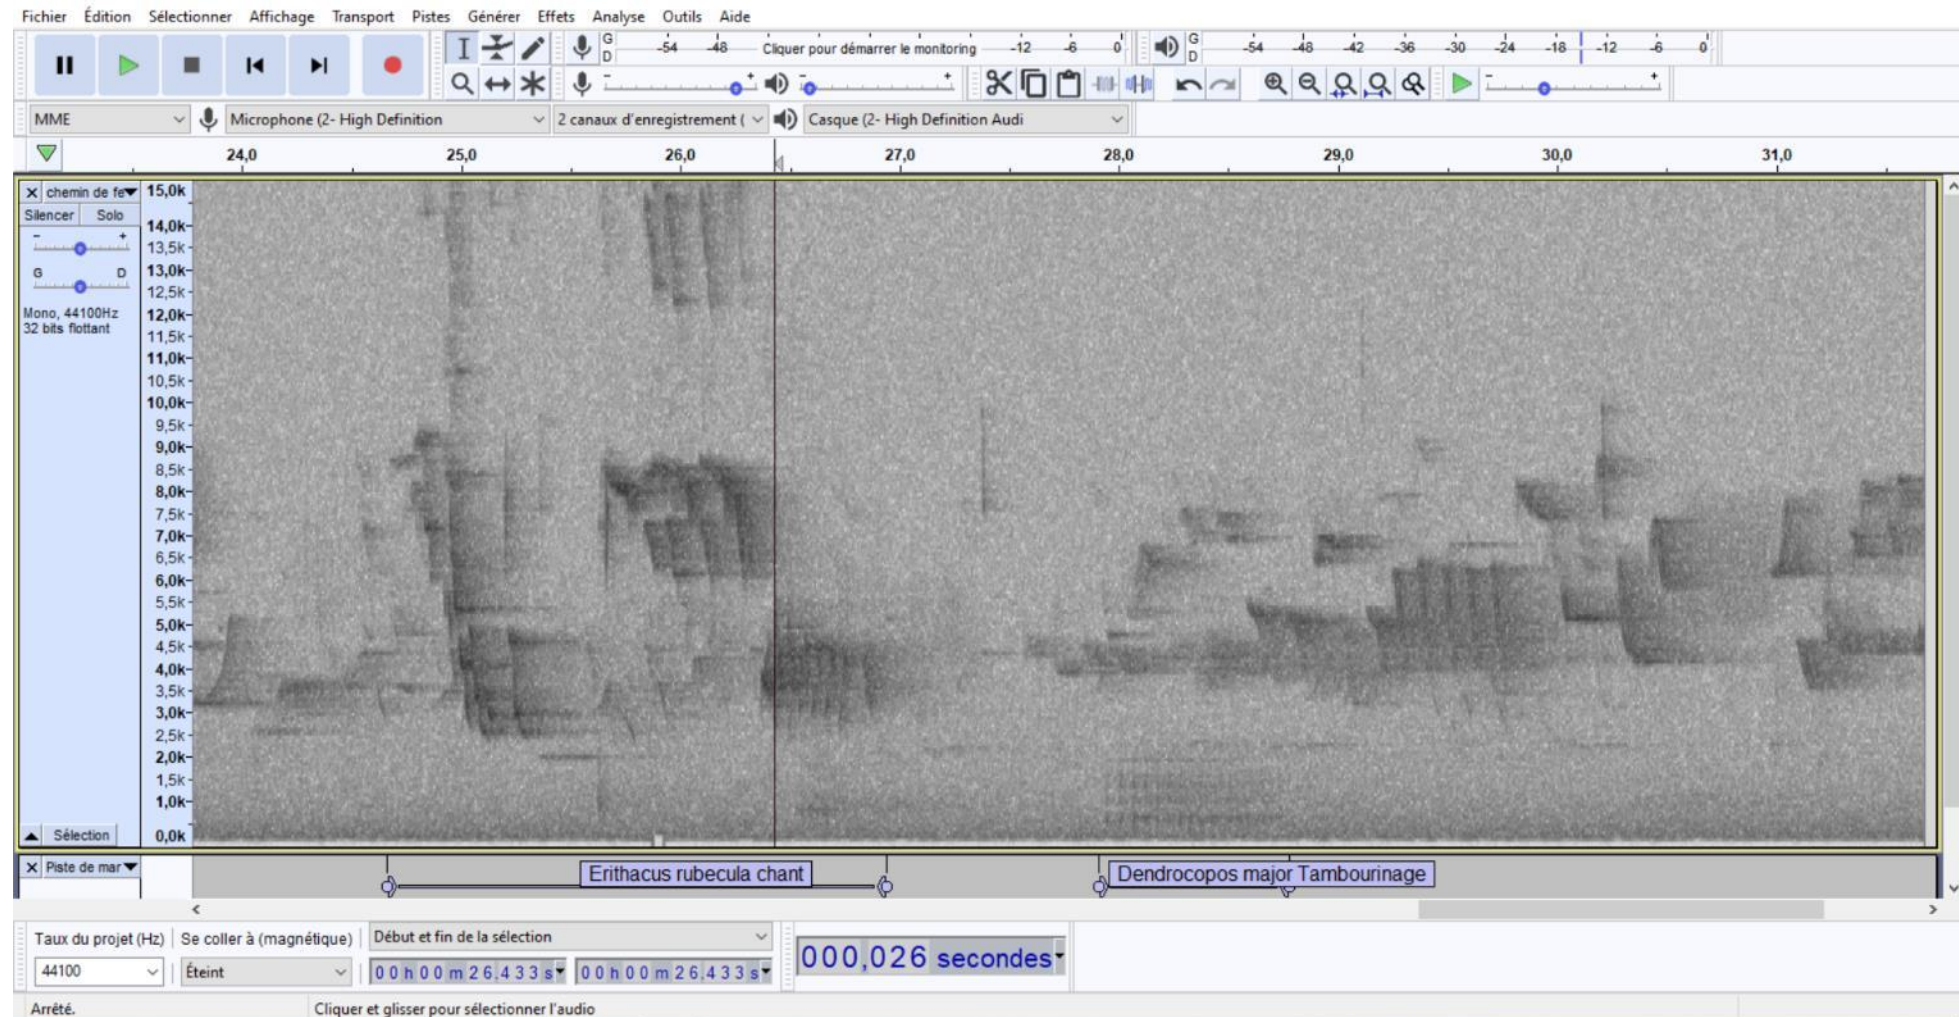 Fichier Édition Sélectionner Affichage Transport Pistes Générer Effets Analyse Outils Aide
G D -54 -48 Cliquer pour démarrer le monitoring -12 -6 0 G D -54 -48 -42 -36 -30 -24 -18 -12 -6 0
MME Microphone (2- High Definition 2 canaux d'enregistrement ( Casque (2- High Definition Audi
24,0 25,0 26,0 27,0 28,0 29,0 30,0 31,0
chemin de fe
Silencer Solo
- +
G D
Mono, 44100Hz
32 bits flottant
Sélection
15,0k
14,0k
13,5k
13,0k
12,5k
12,0k
11,5k
11,0k
10,5k
10,0k
9,5k
9,0k
8,5k
8,0k
7,5k
7,0k
6,5k
6,0k
5,5k
5,0k
4,5k
4,0k
3,5k
3,0k
2,5k
2,0k
1,5k
1,0k
0,0k
Piste de mar
Erithacus rubecula chant Dendrocopos major Tambourinage
Taux du projet (Hz) Se coller à (magnétique) Début et fin de la sélection
44100 Éteint 00h00m26.433s 00h00m26.433s
000,026 secondes
Arrêté. Cliquer et glisser pour sélectionner l'audio